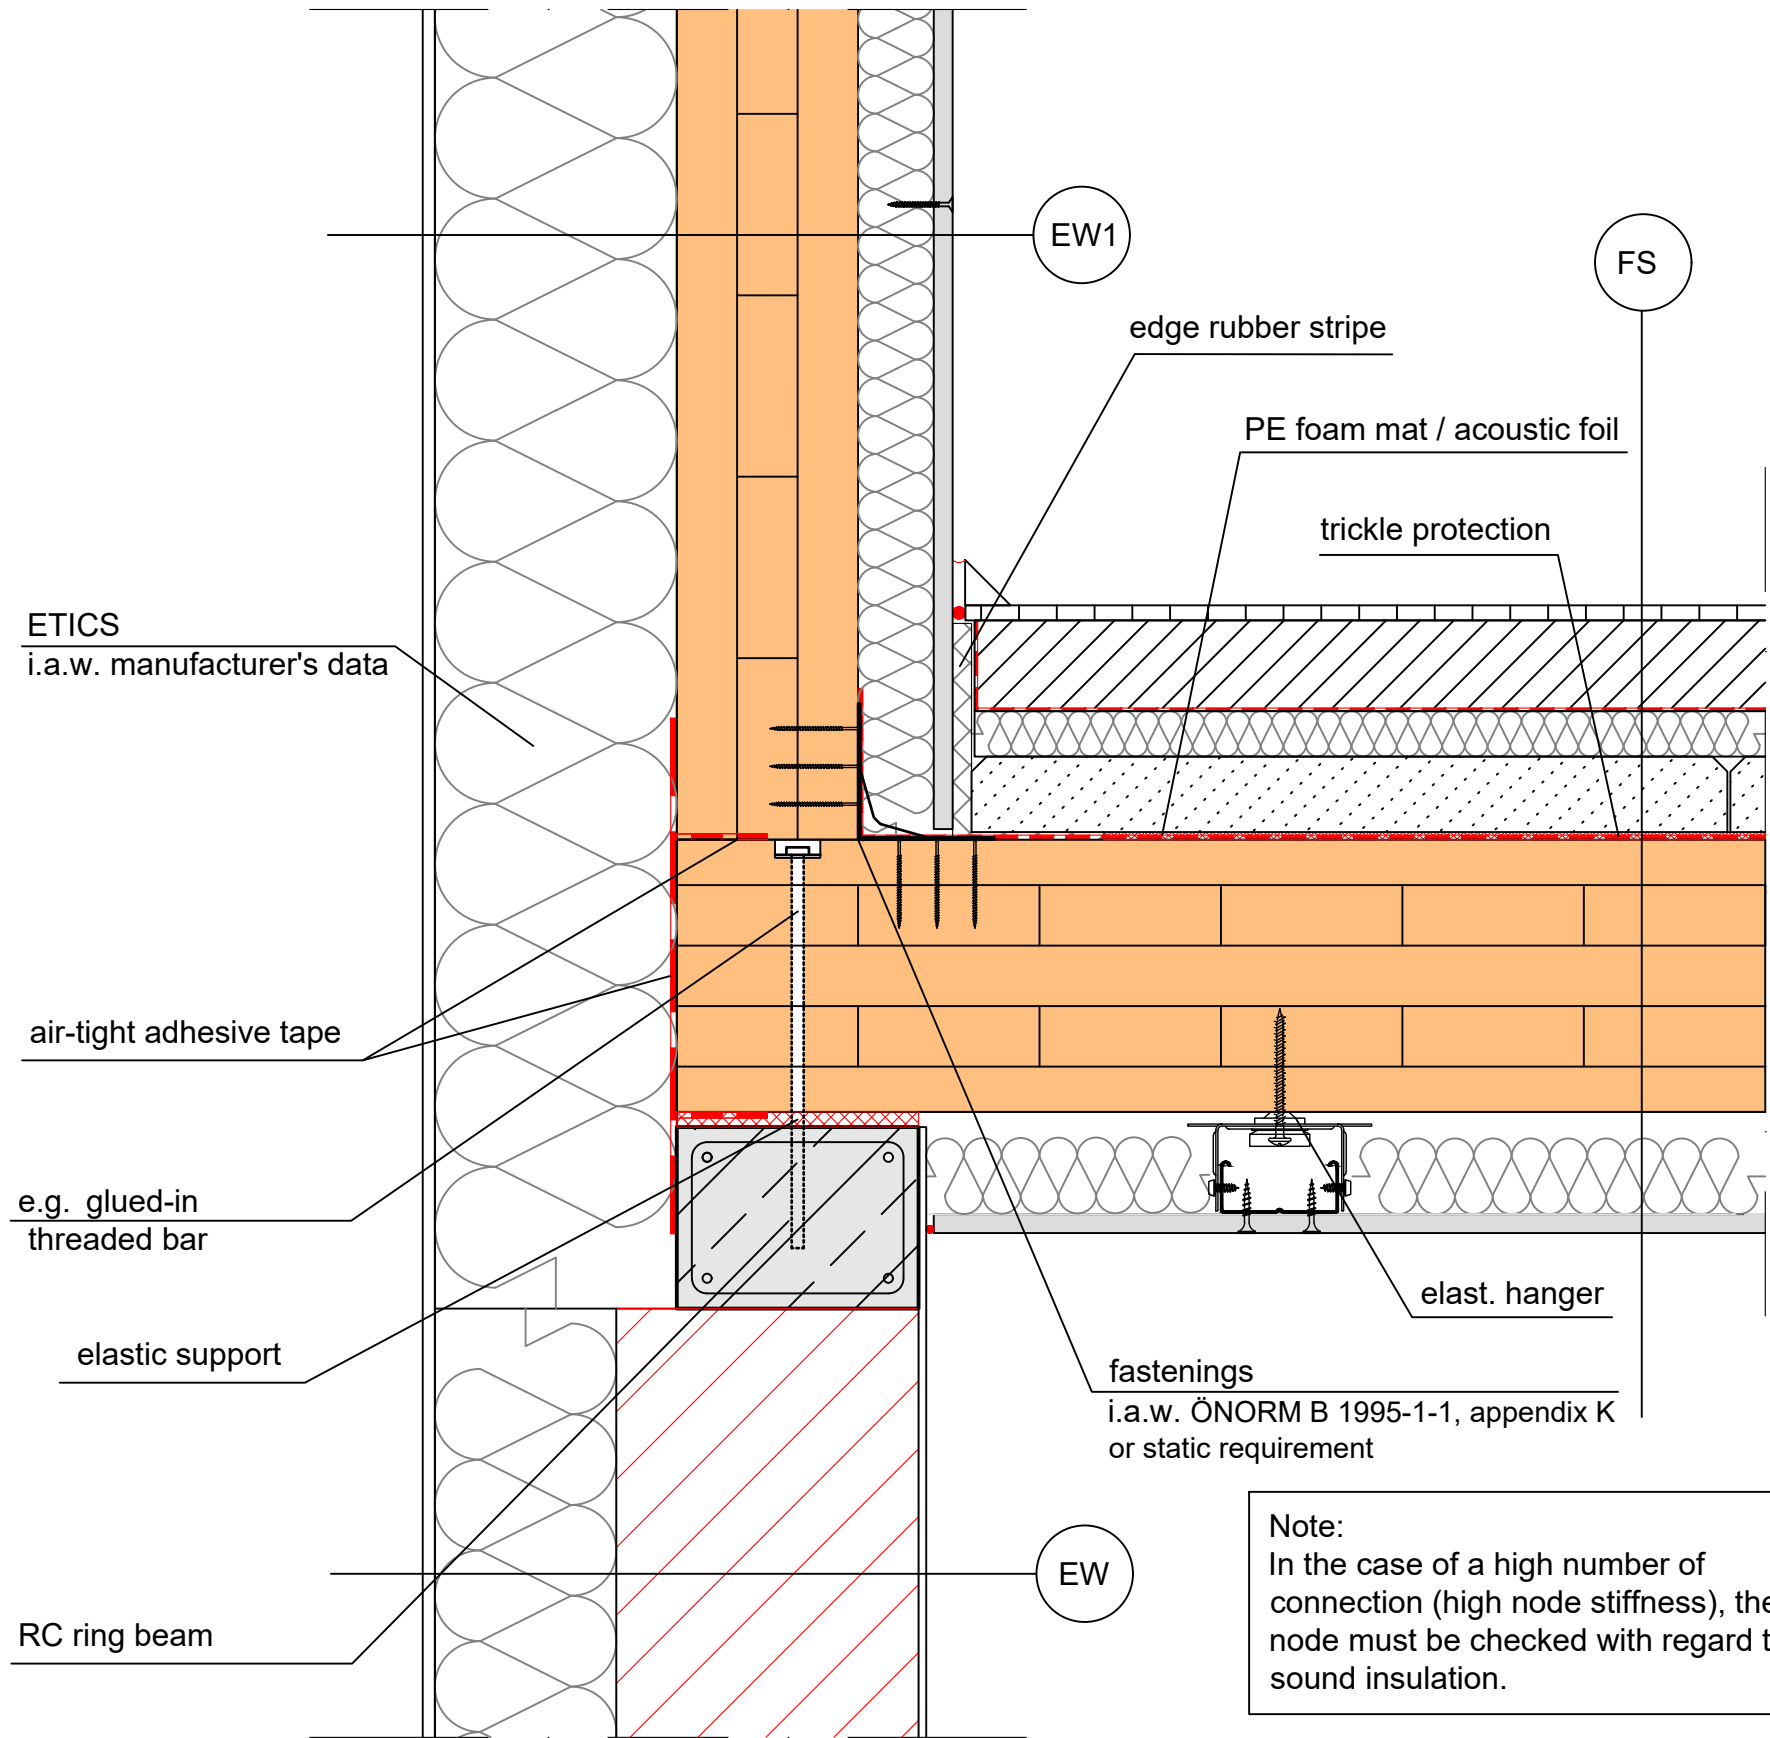 EW1
FS
edge rubber stripe
PE foam mat / acoustic foil
trickle protection
ETICS
i.a.w. manufacturer's data
air-tight adhesive tape
e.g. glued-in
threaded bar
elastic support
elast. hanger
fastenings
i.a.w. ÖNORM B 1995-1-1, appendix K
or static requirement
EW
RC ring beam
Note:
In the case of a high number of
connection (high node stiffness), the
node must be checked with regard t
sound insulation.